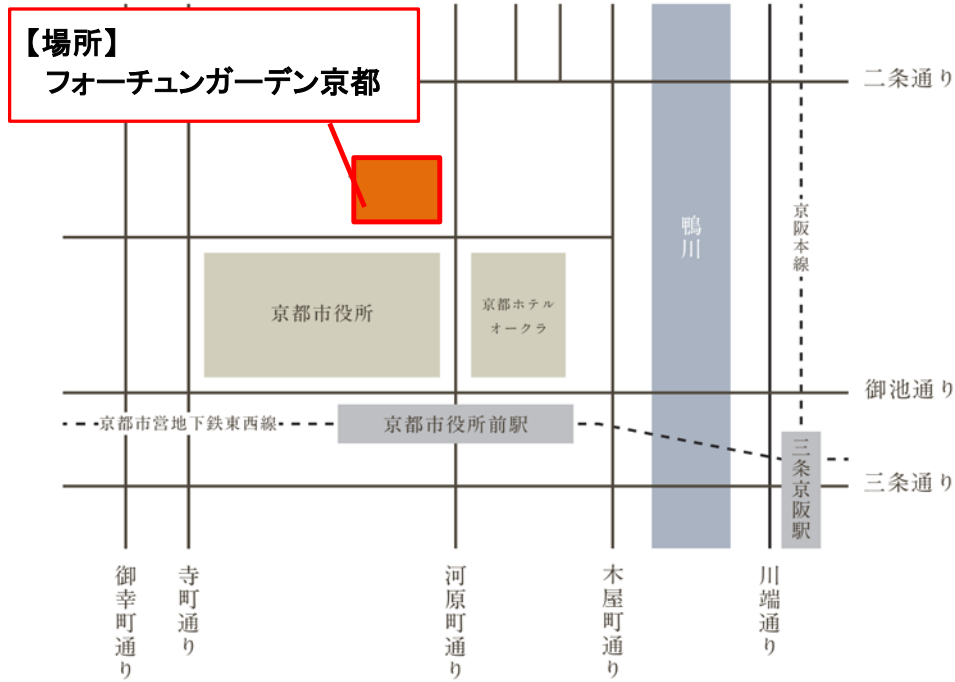 【場所】
フォーチュンガーデン京都
二条通り
京阪本線
鴨川
京都市役所
京都ホテル
オークラ
御池通り
京都市営地下鉄東西線
京都市役所前駅
三条京阪駅
三条通り
御幸町通り
寺町通り
河原町通り
木屋町通り
川端通り